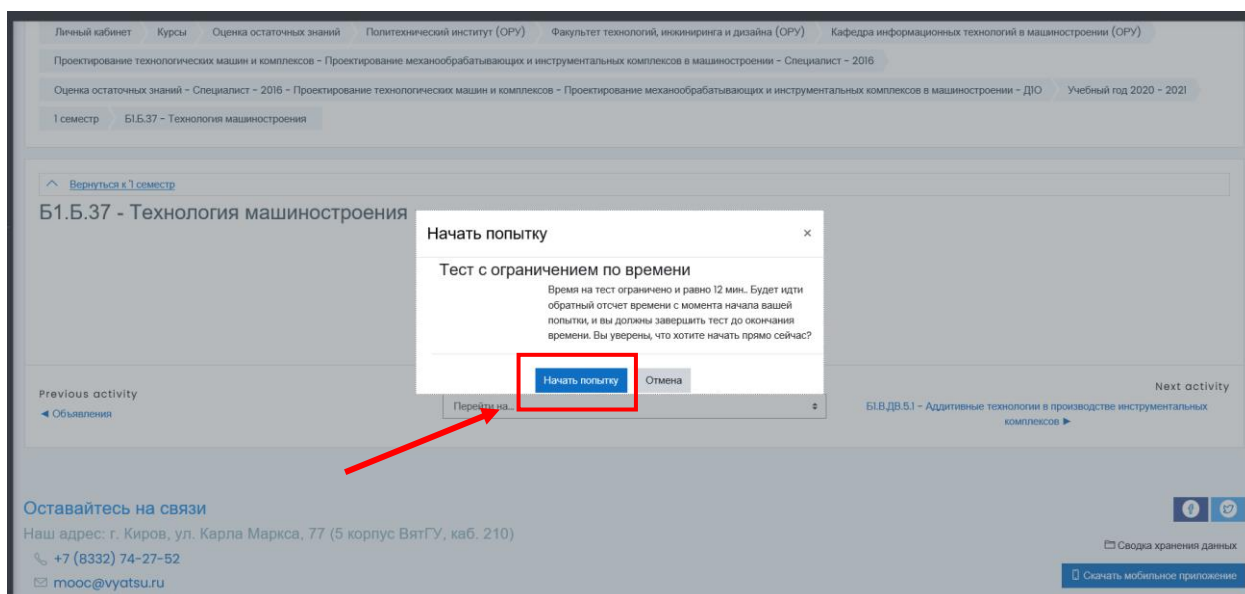 Личный кабинет Курсы Оценка остаточных знаний Политехнический институт (ОРУ) Факультет технологий, инжиниринга и дизайна (ОРУ) Кафедра информационных технологий в машиностроении (ОРУ)
Проектирование технологических машин и комплексов - Проектирование механообрабатывающих и инструментальных комплексов в машиностроении - Специалист - 2016
Оценка остаточных знаний - Специалист - 2016 - Проектирование технологических машин и комплексов - Проектирование механообрабатывающих и инструментальных комплексов в машиностроении - Д1О Учебный год 2020 - 2021
1 семестр Б1.Б.37 - Технология машиностроения
Вернуться к 1 семестр
Б1.Б.37 - Технология машиностроения
Начать попытку ×
Тест с ограничением по времени
Время на тест ограничено и равно 12 мин.. Будет идти
обратный отсчет времени с момента начала вашей
попытки, и вы должны завершить тест до окончания
времени. Вы уверены, что хотите начать прямо сейчас?
Начать попытку Отмена
Previous activity
◄ Объявления
Перейти на...
Next activity
Б1.В.ДВ.5.1 - Аддитивные технологии в производстве инструментальных
комплексов ►
Оставайтесь на связи
Наш адрес: г. Киров, ул. Карла Маркса, 77 (5 корпус ВятГУ, каб. 210)
+7 (8332) 74-27-52
mooc@vyatsu.ru
Сводка хранения данных
Скачать мобильное приложение